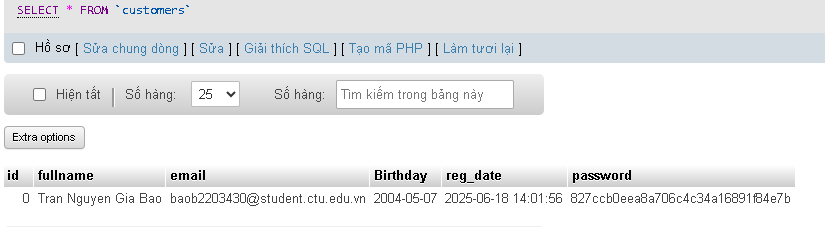 SELECT * FROM `customers`
Hồ sơ [ Sửa chung dòng ] [ Sửa ] [ Giải thích SQL ] [ Tạo mã PHP ] [ Làm tươi lại ]
Hiện tất | Số hàng: 25 Số hàng: Tìm kiếm trong bảng này
Extra options
id fullname email Birthday reg_date password
0 Tran Nguyen Gia Bao baob2203430@student.ctu.edu.vn 2004-05-07 2025-06-18 14:01:56 827ccb0eea8a706c4c34a16891f84e7b